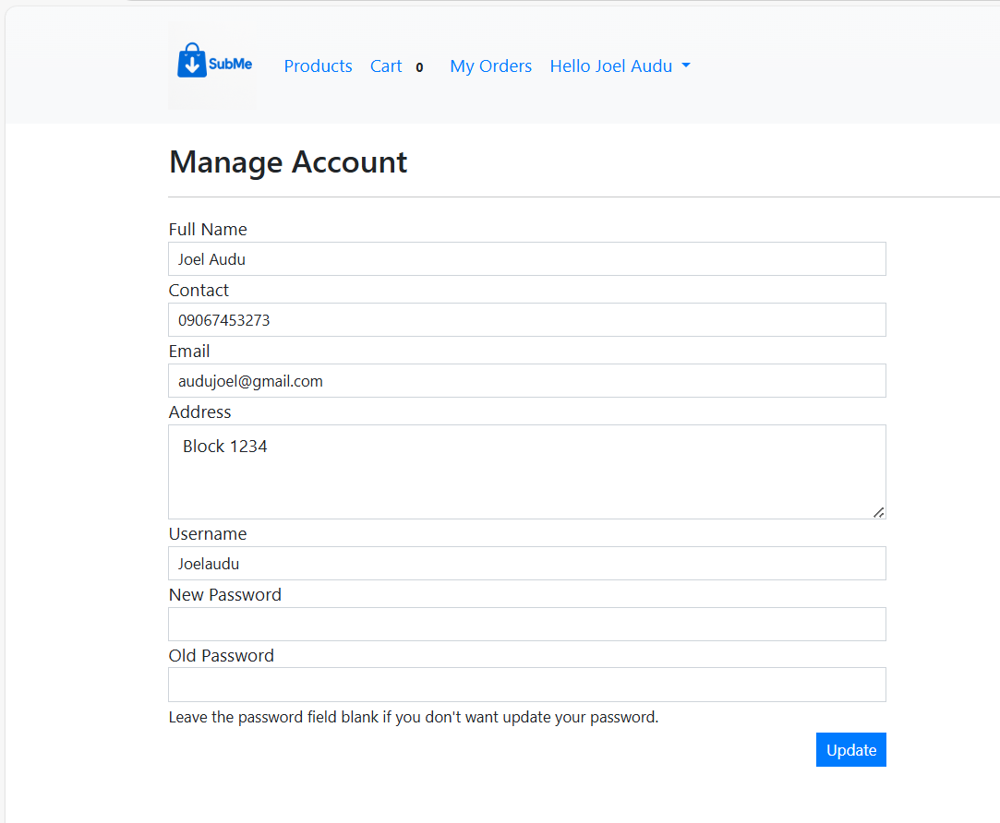 SubMe Products Cart 0 My Orders Hello Joel Audu
Manage Account
Full Name
Joel Audu
Contact
09067453273
Email
audujoel@gmail.com
Address
Block 1234
Username
Joelaudu
New Password
Old Password
Leave the password field blank if you don't want update your password.
Update